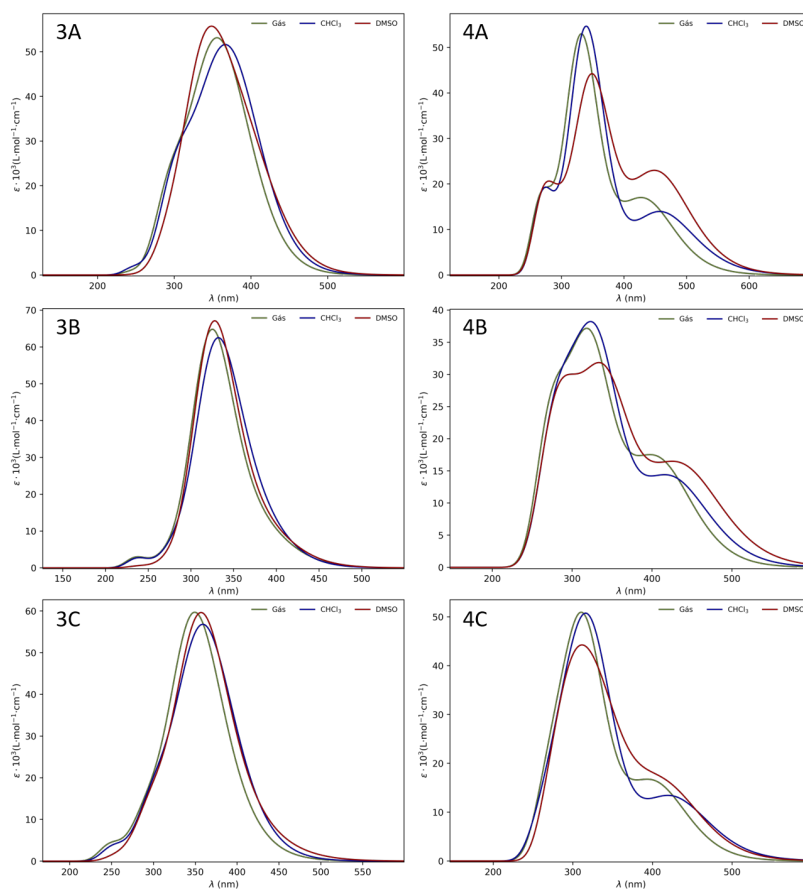 3A
Gás CHCl₃ DMSO
ε · 10³(L·mol⁻¹·cm⁻¹)
50
40
30
20
10
0
200 300 400 500
λ (nm)
4A
Gás CHCl₃ DMSO
ε · 10³(L·mol⁻¹·cm⁻¹)
50
40
30
20
10
0
200 300 400 500 600
λ (nm)
3B
Gás CHCl₃ DMSO
ε · 10³(L·mol⁻¹·cm⁻¹)
70
60
50
40
30
20
10
0
150 200 250 300 350 400 450 500
λ (nm)
4B
Gás CHCl₃ DMSO
ε · 10³(L·mol⁻¹·cm⁻¹)
40
35
30
25
20
15
10
5
0
200 300 400 500
λ (nm)
3C
Gás CHCl₃ DMSO
ε · 10³(L·mol⁻¹·cm⁻¹)
60
50
40
30
20
10
0
200 250 300 350 400 450 500 550
λ (nm)
4C
Gás CHCl₃ DMSO
ε · 10³(L·mol⁻¹·cm⁻¹)
50
40
30
20
10
0
200 300 400 500
λ (nm)